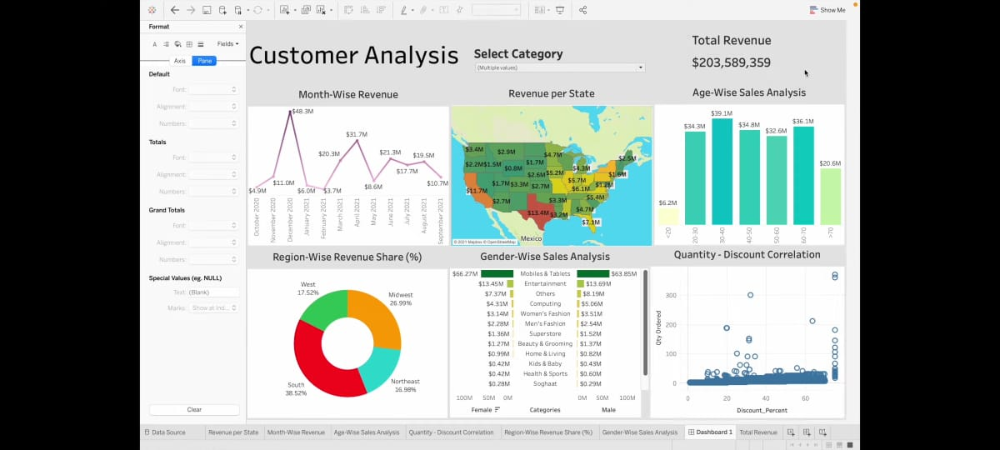 Show Me
Format
Fields
Axis
Pane
Default
Font:
Alignment:
Numbers:
Totals
Font:
Alignment:
Numbers:
Grand Totals
Font:
Alignment:
Numbers:
Special Values (eg. NULL)
Text: (Blank)
Marks: Show at Ind...
Clear
Customer Analysis
Select Category
(Multiple values)
Total Revenue
$203,589,359
Month-Wise Revenue
$4.9M
$11.0M
$48.3M
$6.0M
$3.7M
$20.3M
$31.7M
$8.6M
$21.3M
$17.7M
$19.5M
$10.7M
October 2020
November 2020
December 2020
January 2021
February 2021
March 2021
April 2021
May 2021
June 2021
July 2021
August 2021
September 2021
Revenue per State
$3.4M
$2.9M
$4.7M
$2.5M
$2.2M
$1.5M
$0.8M
$1.7M
$4.3M
$1.6M
$2.6M
$5.2M
$5.7M
$1.2M
$11.7M
$1.7M
$3.3M
$2.7M
$6.1M
$2.7M
$3.3M
$5.4M
$13.4M
$3.2M
$4.7M
$7.1M
Mexico
© 2021 Mapbox © OpenStreetMap
Age-Wise Sales Analysis
$6.2M
$34.3M
$39.1M
$34.8M
$32.6M
$36.1M
$20.6M
<20
20-30
30-40
40-50
50-60
60-70
>70
Region-Wise Revenue Share (%)
West
17.52%
Midwest
26.99%
South
38.52%
Northeast
16.98%
Gender-Wise Sales Analysis
$66.27M Mobiles & Tablets $63.85M
$13.45M Entertainment $13.69M
$7.37M Others $8.19M
$4.31M Computing $5.06M
$3.14M Women's Fashion $3.51M
$2.28M Men's Fashion $2.54M
$1.36M Superstore $1.52M
$1.27M Beauty & Grooming $1.37M
$0.99M Home & Living $0.82M
$0.42M Kids & Baby $0.43M
$0.42M Health & Sports $0.60M
$0.28M Soghaat $0.29M
100M 50M 0M 0M 50M 100M
Female Categories Male
Quantity - Discount Correlation
Qty Ordered
300
200
100
0
0 20 40 60
Discount_Percent
Data Source
Revenue per State
Month-Wise Revenue
Age-Wise Sales Analysis
Quantity - Discount Correlation
Region-Wise Revenue Share (%)
Gender-Wise Sales Analysis
Dashboard 1
Total Revenue